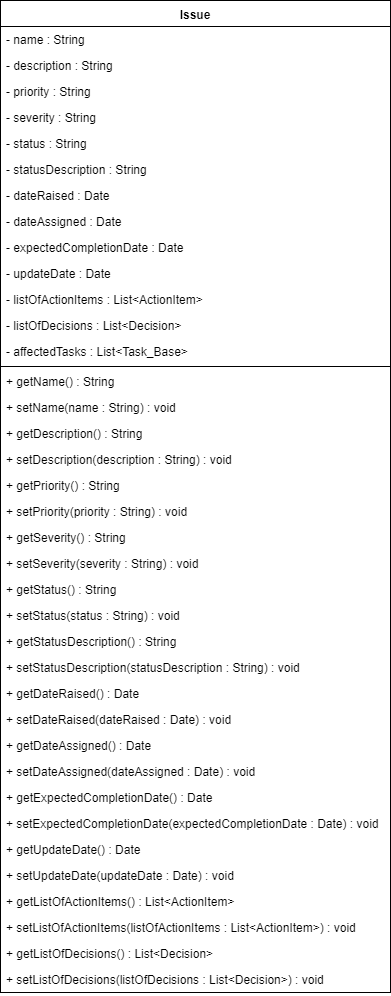 Issue
- name : String
- description : String
- priority : String
- severity : String
- status : String
- statusDescription : String
- dateRaised : Date
- dateAssigned : Date
- expectedCompletionDate : Date
- updateDate : Date
- listOfActionItems : List<ActionItem>
- listOfDecisions : List<Decision>
- affectedTasks : List<Task_Base>
+ getName() : String
+ setName(name : String) : void
+ getDescription() : String
+ setDescription(description : String) : void
+ getPriority() : String
+ setPriority(priority : String) : void
+ getSeverity() : String
+ setSeverity(severity : String) : void
+ getStatus() : String
+ setStatus(status : String) : void
+ getStatusDescription() : String
+ setStatusDescription(statusDescription : String) : void
+ getDateRaised() : Date
+ setDateRaised(dateRaised : Date) : void
+ getDateAssigned() : Date
+ setDateAssigned(dateAssigned : Date) : void
+ getExpectedCompletionDate() : Date
+ setExpectedCompletionDate(expectedCompletionDate : Date) : void
+ getUpdateDate() : Date
+ setUpdateDate(updateDate : Date) : void
+ getListOfActionItems() : List<ActionItem>
+ setListOfActionItems(listOfActionItems : List<ActionItem>) : void
+ getListOfDecisions() : List<Decision>
+ setListOfDecisions(listOfDecisions : List<Decision>) : void